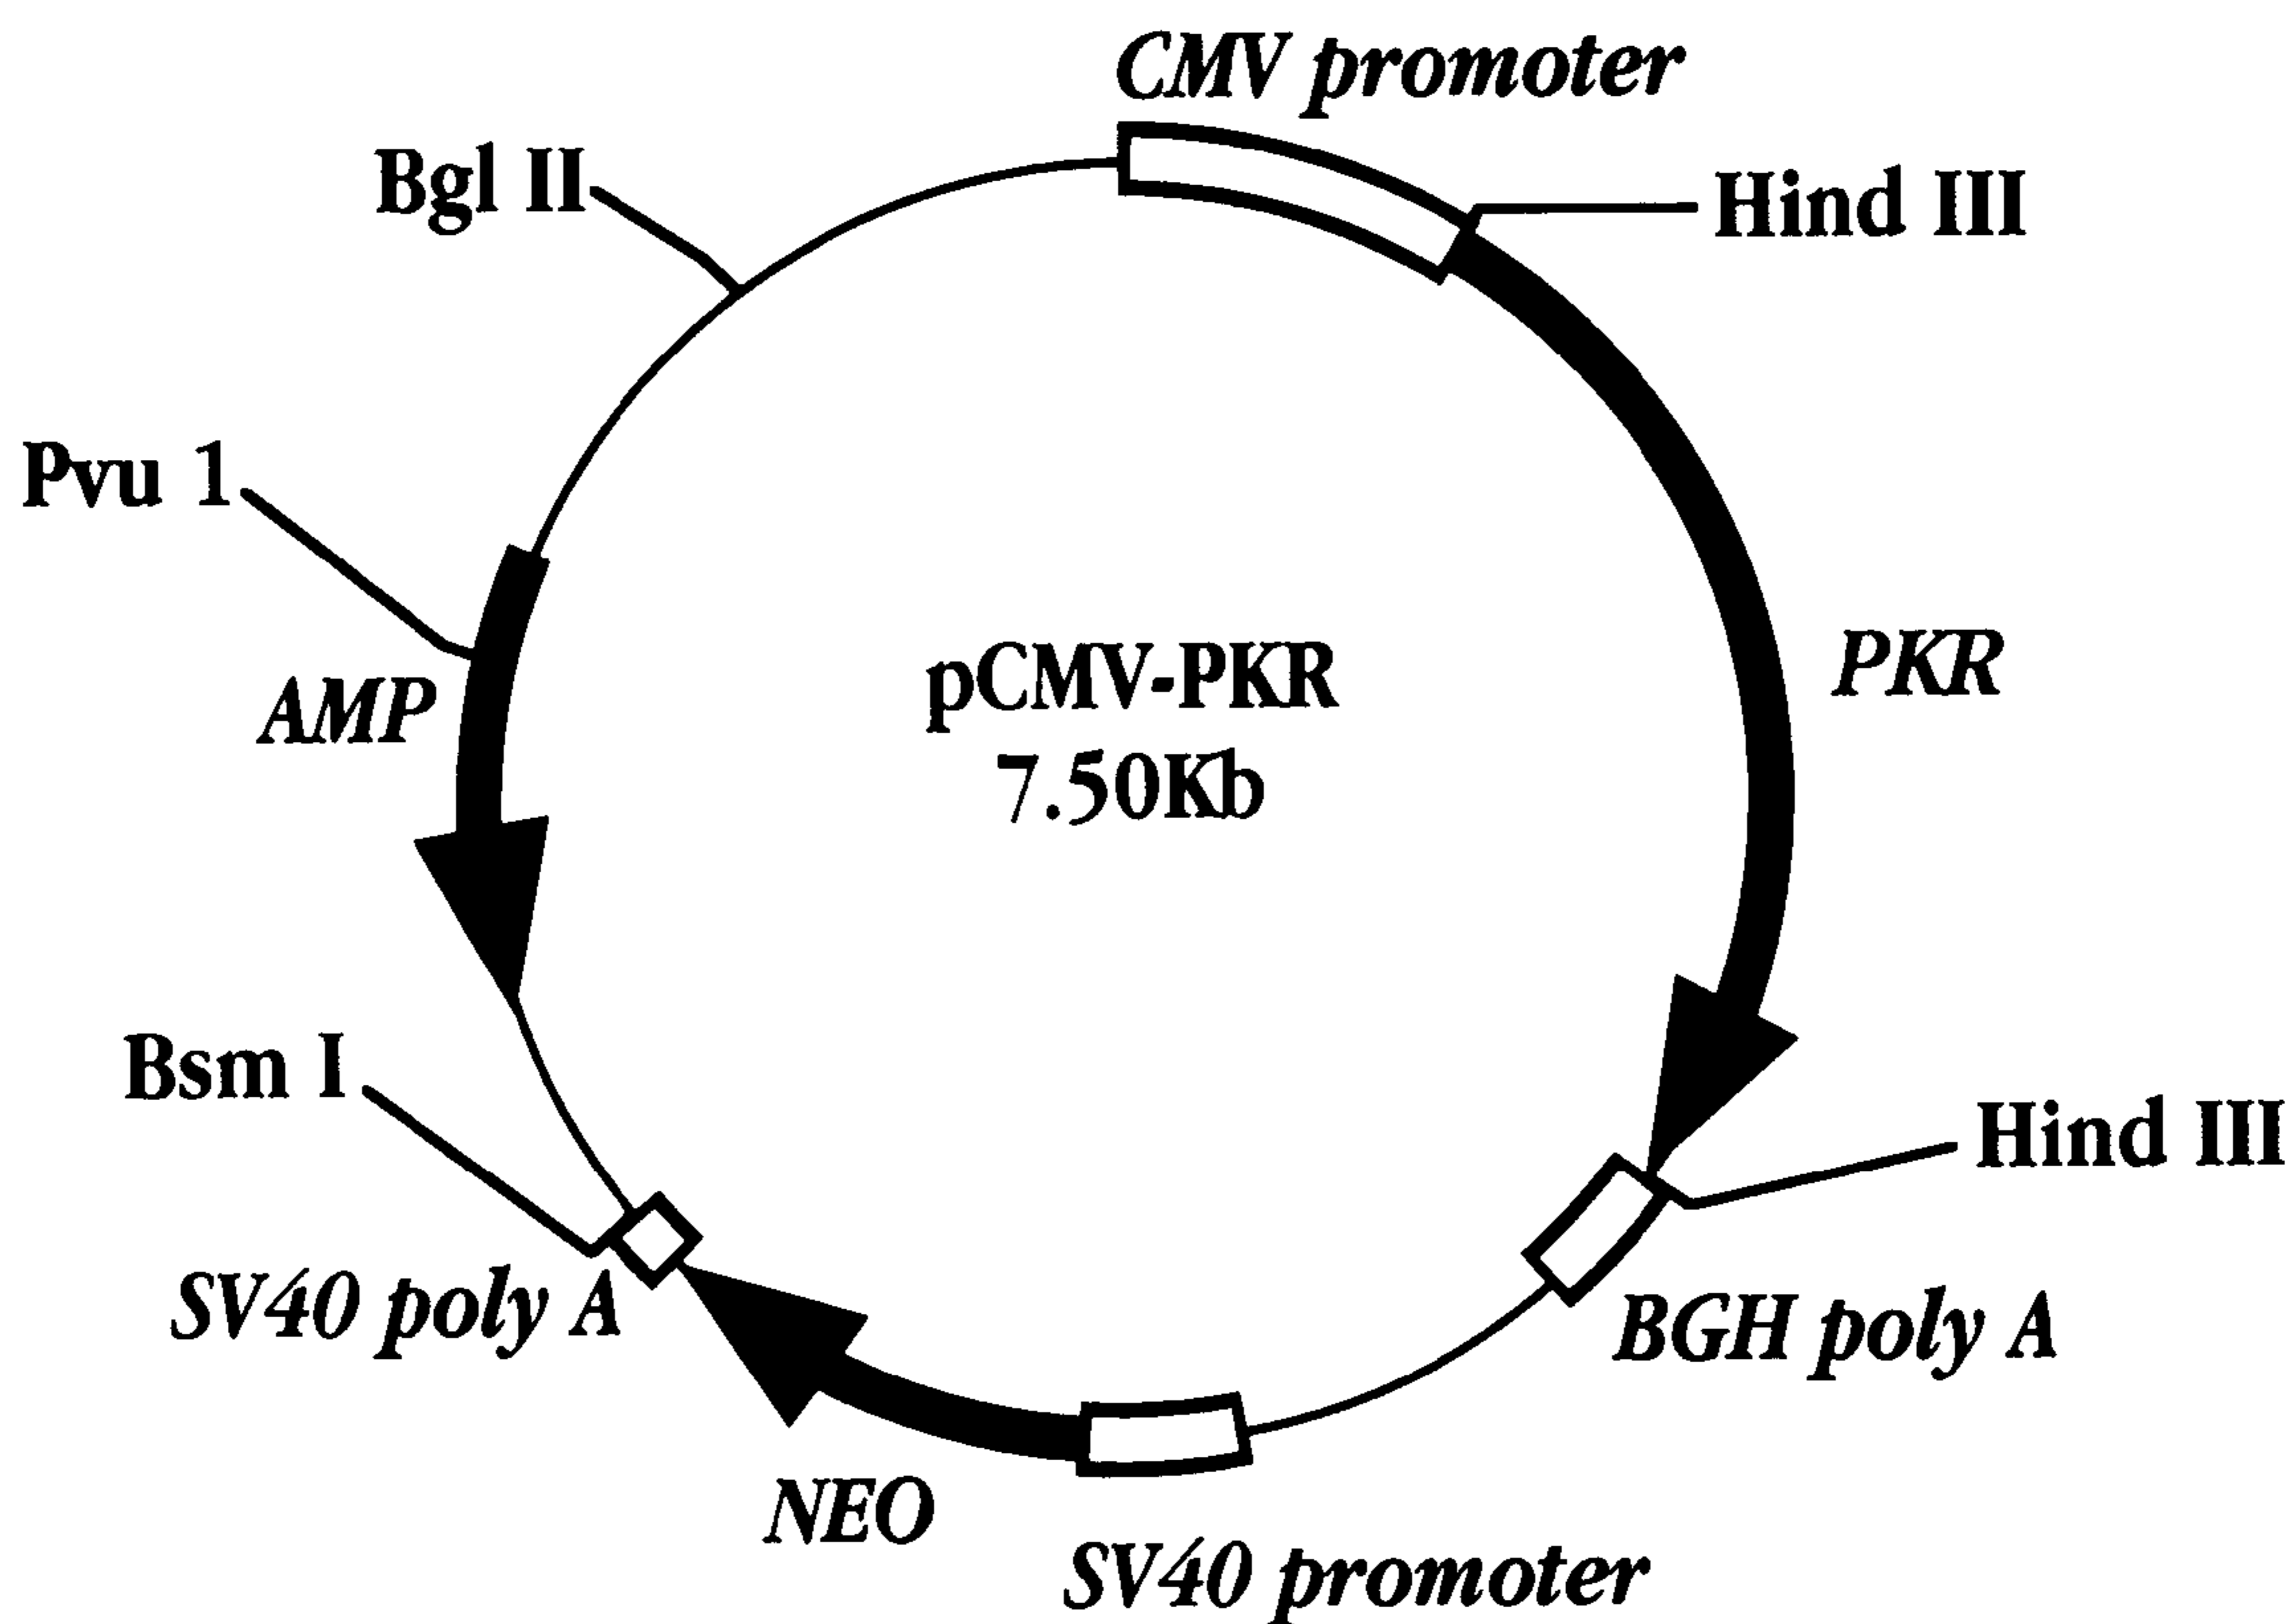 CMV promoter
Bgl II
Hind III
Pvu 1
AMP
pCMV-PKR
7.50Kb
PKR
Bsm I
Hind III
SV40 poly A
BGH poly A
NEO
SV40 promoter